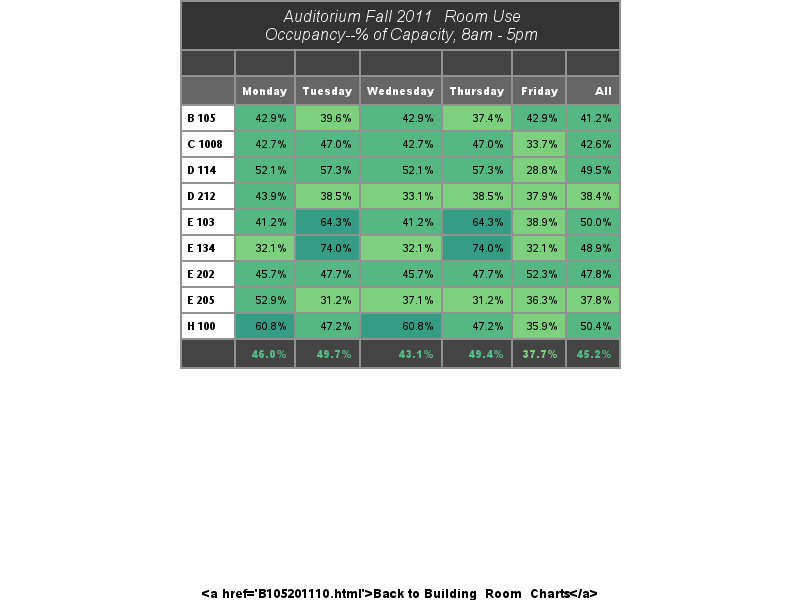 Auditorium Fall 2011  Room Use
Occupancy--% of Capacity, 8am - 5pm
Monday Tuesday Wednesday Thursday Friday All
B 105 42.9% 39.6% 42.9% 37.4% 42.9% 41.2%
C 1008 42.7% 47.0% 42.7% 47.0% 33.7% 42.6%
D 114 52.1% 57.3% 52.1% 57.3% 28.8% 49.5%
D 212 43.9% 38.5% 33.1% 38.5% 37.9% 38.4%
E 103 41.2% 64.3% 41.2% 64.3% 38.9% 50.0%
E 134 32.1% 74.0% 32.1% 74.0% 32.1% 48.9%
E 202 45.7% 47.7% 45.7% 47.7% 52.3% 47.8%
E 205 52.9% 31.2% 37.1% 31.2% 36.3% 37.8%
H 100 60.8% 47.2% 60.8% 47.2% 35.9% 50.4%
46.0% 49.7% 43.1% 49.4% 37.7% 45.2%
<a href='B105201110.html'>Back to Building  Room  Charts</a>